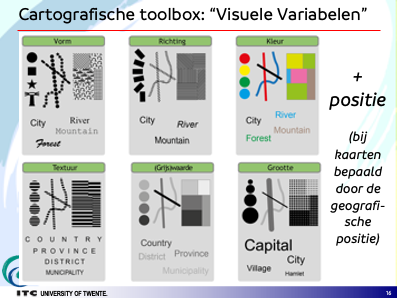 Cartografische toolbox: “Visuele Variabelen”
Vorm
City
River
Mountain
Forest
Richting
City
River
Mountain
Kleur
City
River
Mountain
Forest
+
positie
(bij
kaarten
bepaald
door de
geografi-
sche
positie)
Textuur
COUNTRY
PROVINCE
DISTRICT
MUNICIPALITY
(Grijs)waarde
Country
Province
District
Municipality
Grootte
Capital
City
Village
Hamlet
ITC UNIVERSITY OF TWENTE.
16